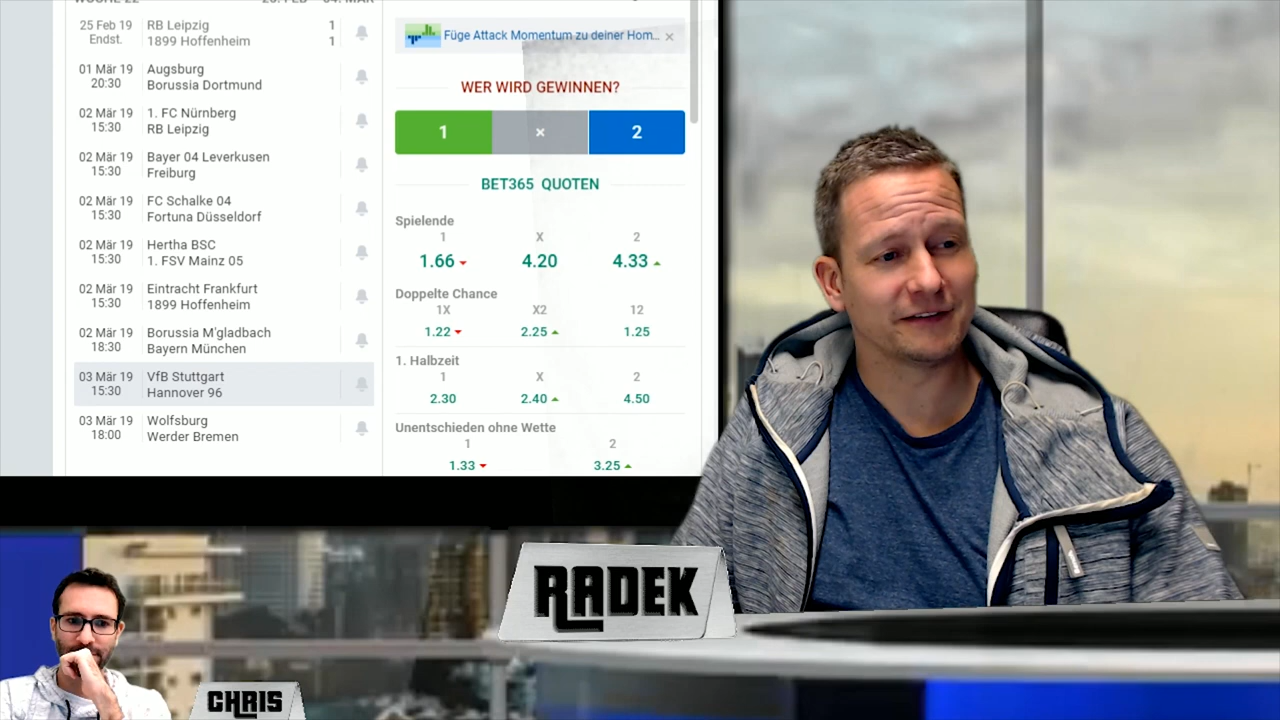 25 Feb 19 RB Leipzig 1
Endst. 1899 Hoffenheim 1
01 Mär 19 Augsburg
20:30 Borussia Dortmund
02 Mär 19 1. FC Nürnberg
15:30 RB Leipzig
02 Mär 19 Bayer 04 Leverkusen
15:30 Freiburg
02 Mär 19 FC Schalke 04
15:30 Fortuna Düsseldorf
02 Mär 19 Hertha BSC
15:30 1. FSV Mainz 05
02 Mär 19 Eintracht Frankfurt
15:30 1899 Hoffenheim
02 Mär 19 Borussia M'gladbach
18:30 Bayern München
03 Mär 19 VfB Stuttgart
15:30 Hannover 96
03 Mär 19 Wolfsburg
18:00 Werder Bremen
Füge Attack Momentum zu deiner Hom... ×
WER WIRD GEWINNEN?
1 × 2
BET365 QUOTEN
Spielende
1 X 2
1.66 4.20 4.33
Doppelte Chance
1X X2 12
1.22 2.25 1.25
1. Halbzeit
1 X 2
2.30 2.40 4.50
Unentschieden ohne Wette
1 2
1.33 3.25
RADEK
CHRIS